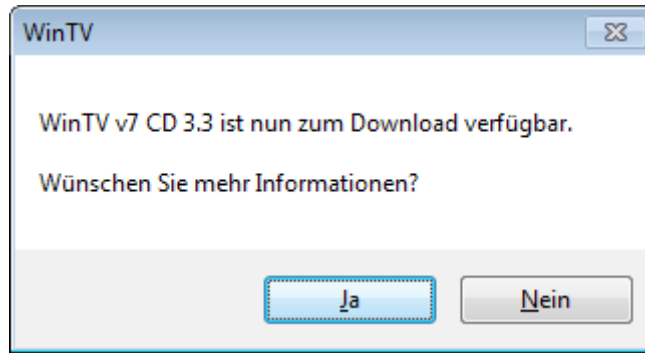 WinTV
WinTV v7 CD 3.3 ist nun zum Download verfügbar.
Wünschen Sie mehr Informationen?
Ja
Nein